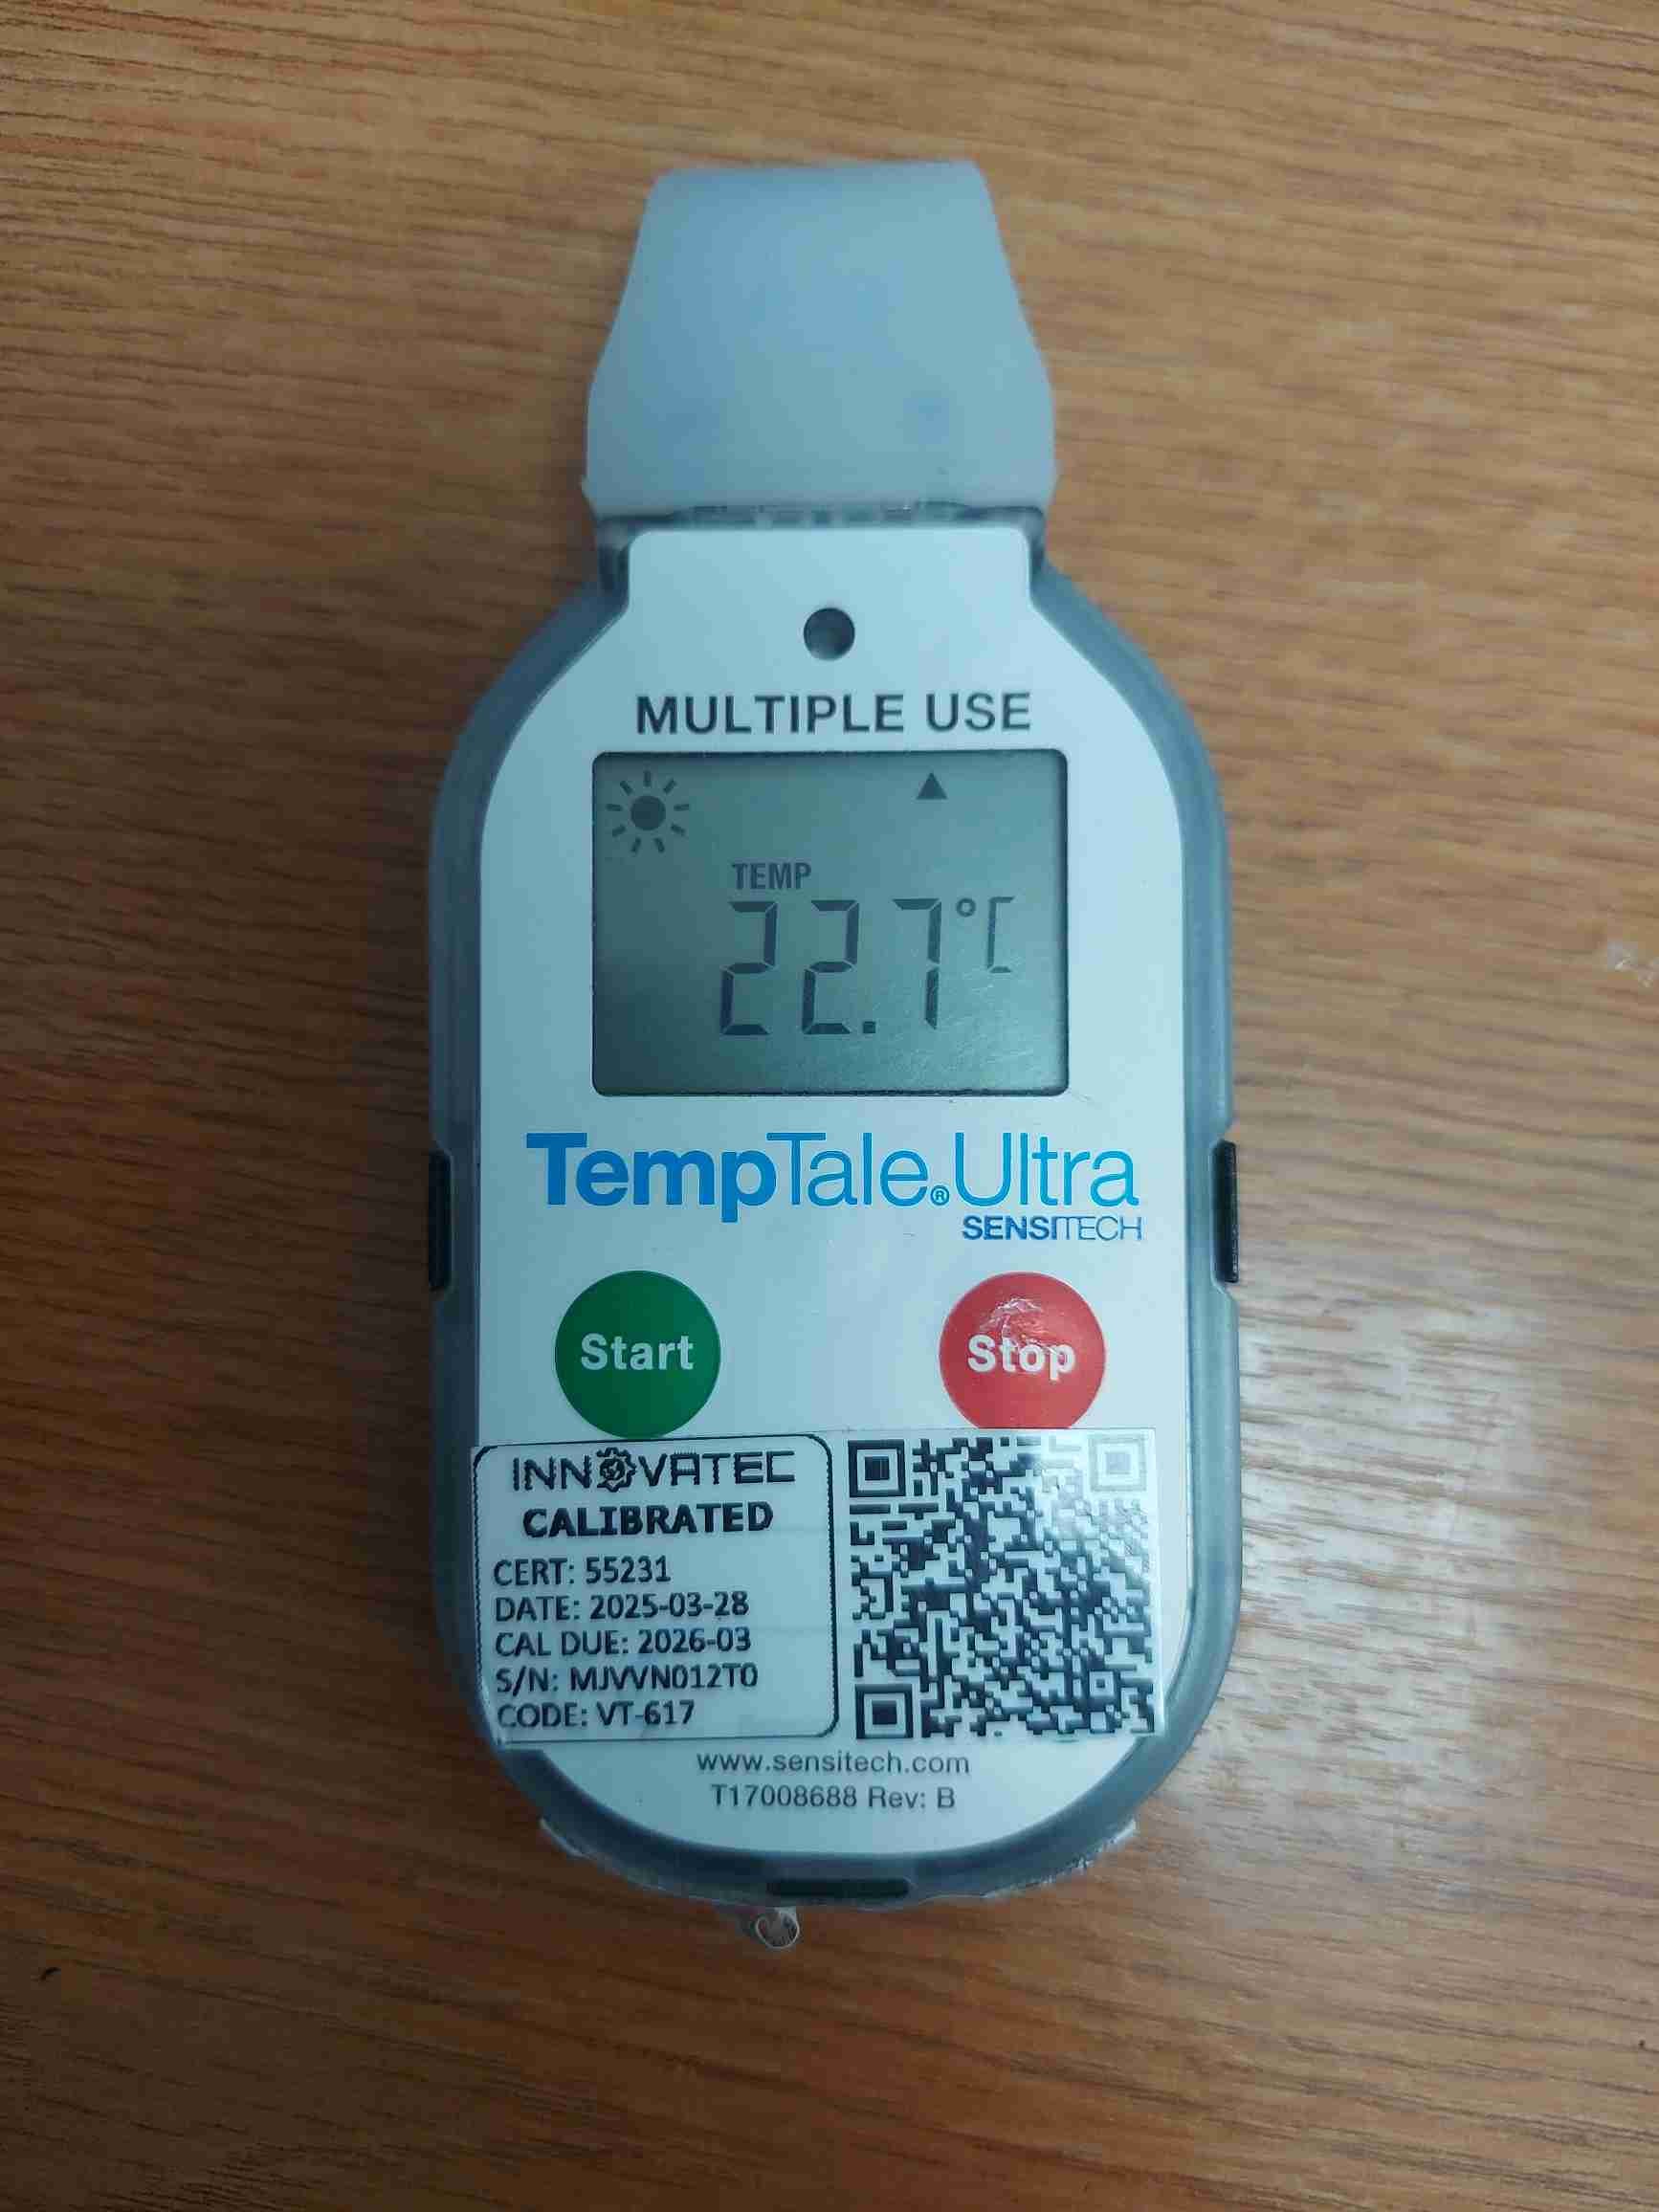 MULTIPLE USE
TEMP
22.7°C
TempTale®Ultra
SENSITECH
Start
Stop
INNOVATEC
CALIBRATED
CERT: 55231
DATE: 2025-03-28
CAL DUE: 2026-03
S/N: MJVVN012T0
CODE: VT-617
www.sensitech.com
T17008688 Rev: B